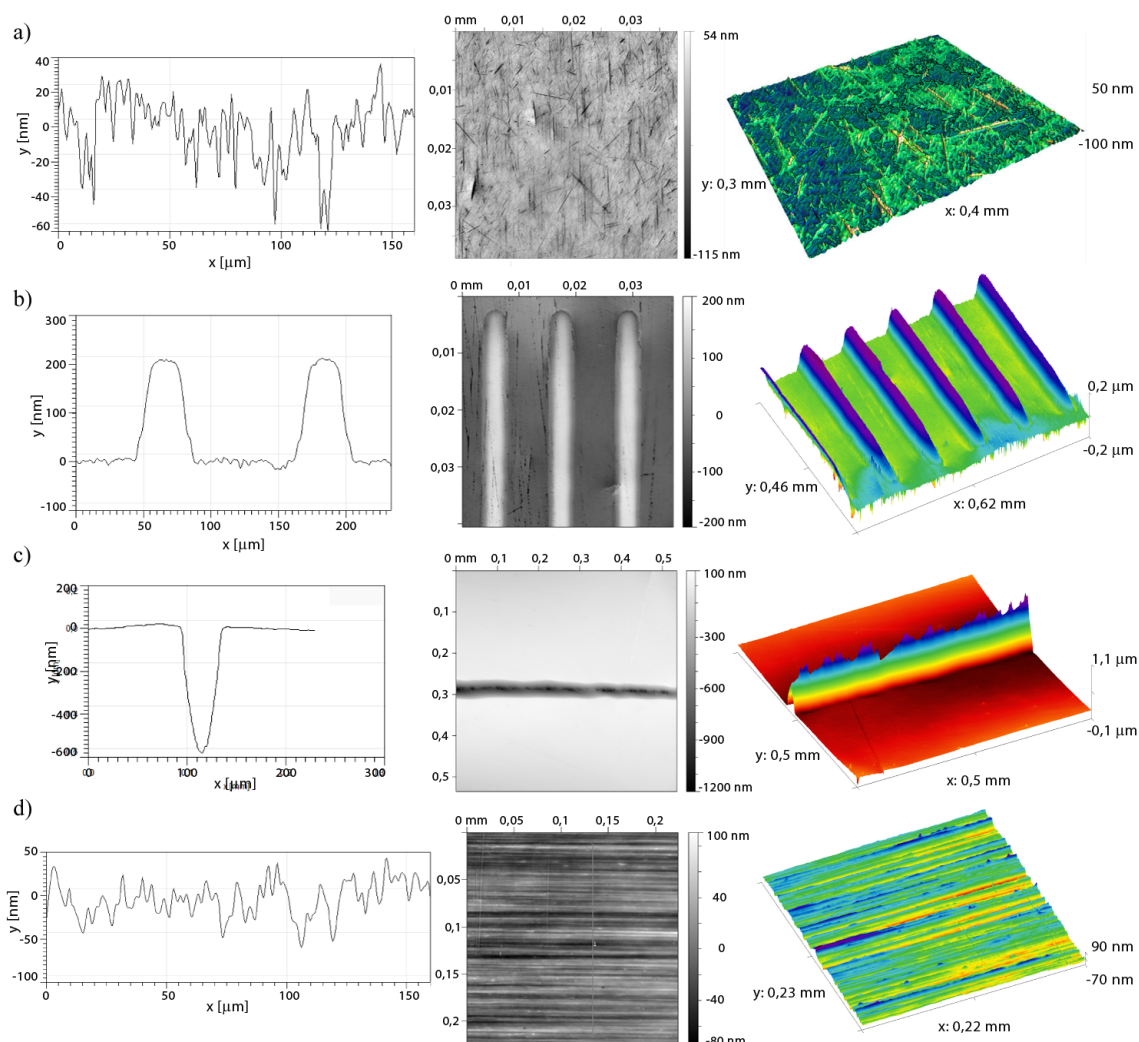 a)
40
20
0
-20
-40
-60
y [nm]
0
50
100
150
x [μm]
0 mm 0,01 0,02 0,03
0,01
0,02
0,03
54 nm
-115 nm
50 nm
-100 nm
y: 0,3 mm
x: 0,4 mm
b)
300
200
100
0
-100
y [nm]
0
50
100
150
200
x [μm]
0 mm 0,01 0,02 0,03
0,01
0,02
0,03
200 nm
100
0
-100
-200 nm
0,2 μm
-0,2 μm
y: 0,46 mm
x: 0,62 mm
c)
200
0
-200
-400
-600
y [nm]
0
100
200
300
x [μm]
0 mm 0,1 0,2 0,3 0,4 0,5
0,1
0,2
0,3
0,4
0,5
100 nm
-300
-600
-900
-1200 nm
1,1 μm
-0,1 μm
y: 0,5 mm
x: 0,5 mm
d)
50
0
-50
-100
y [nm]
0
50
100
150
x [μm]
0 mm 0,05 0,1 0,15 0,2
0,05
0,1
0,15
0,2
100 nm
40
0
-40
-80 nm
90 nm
-70 nm
y: 0,23 mm
x: 0,22 mm